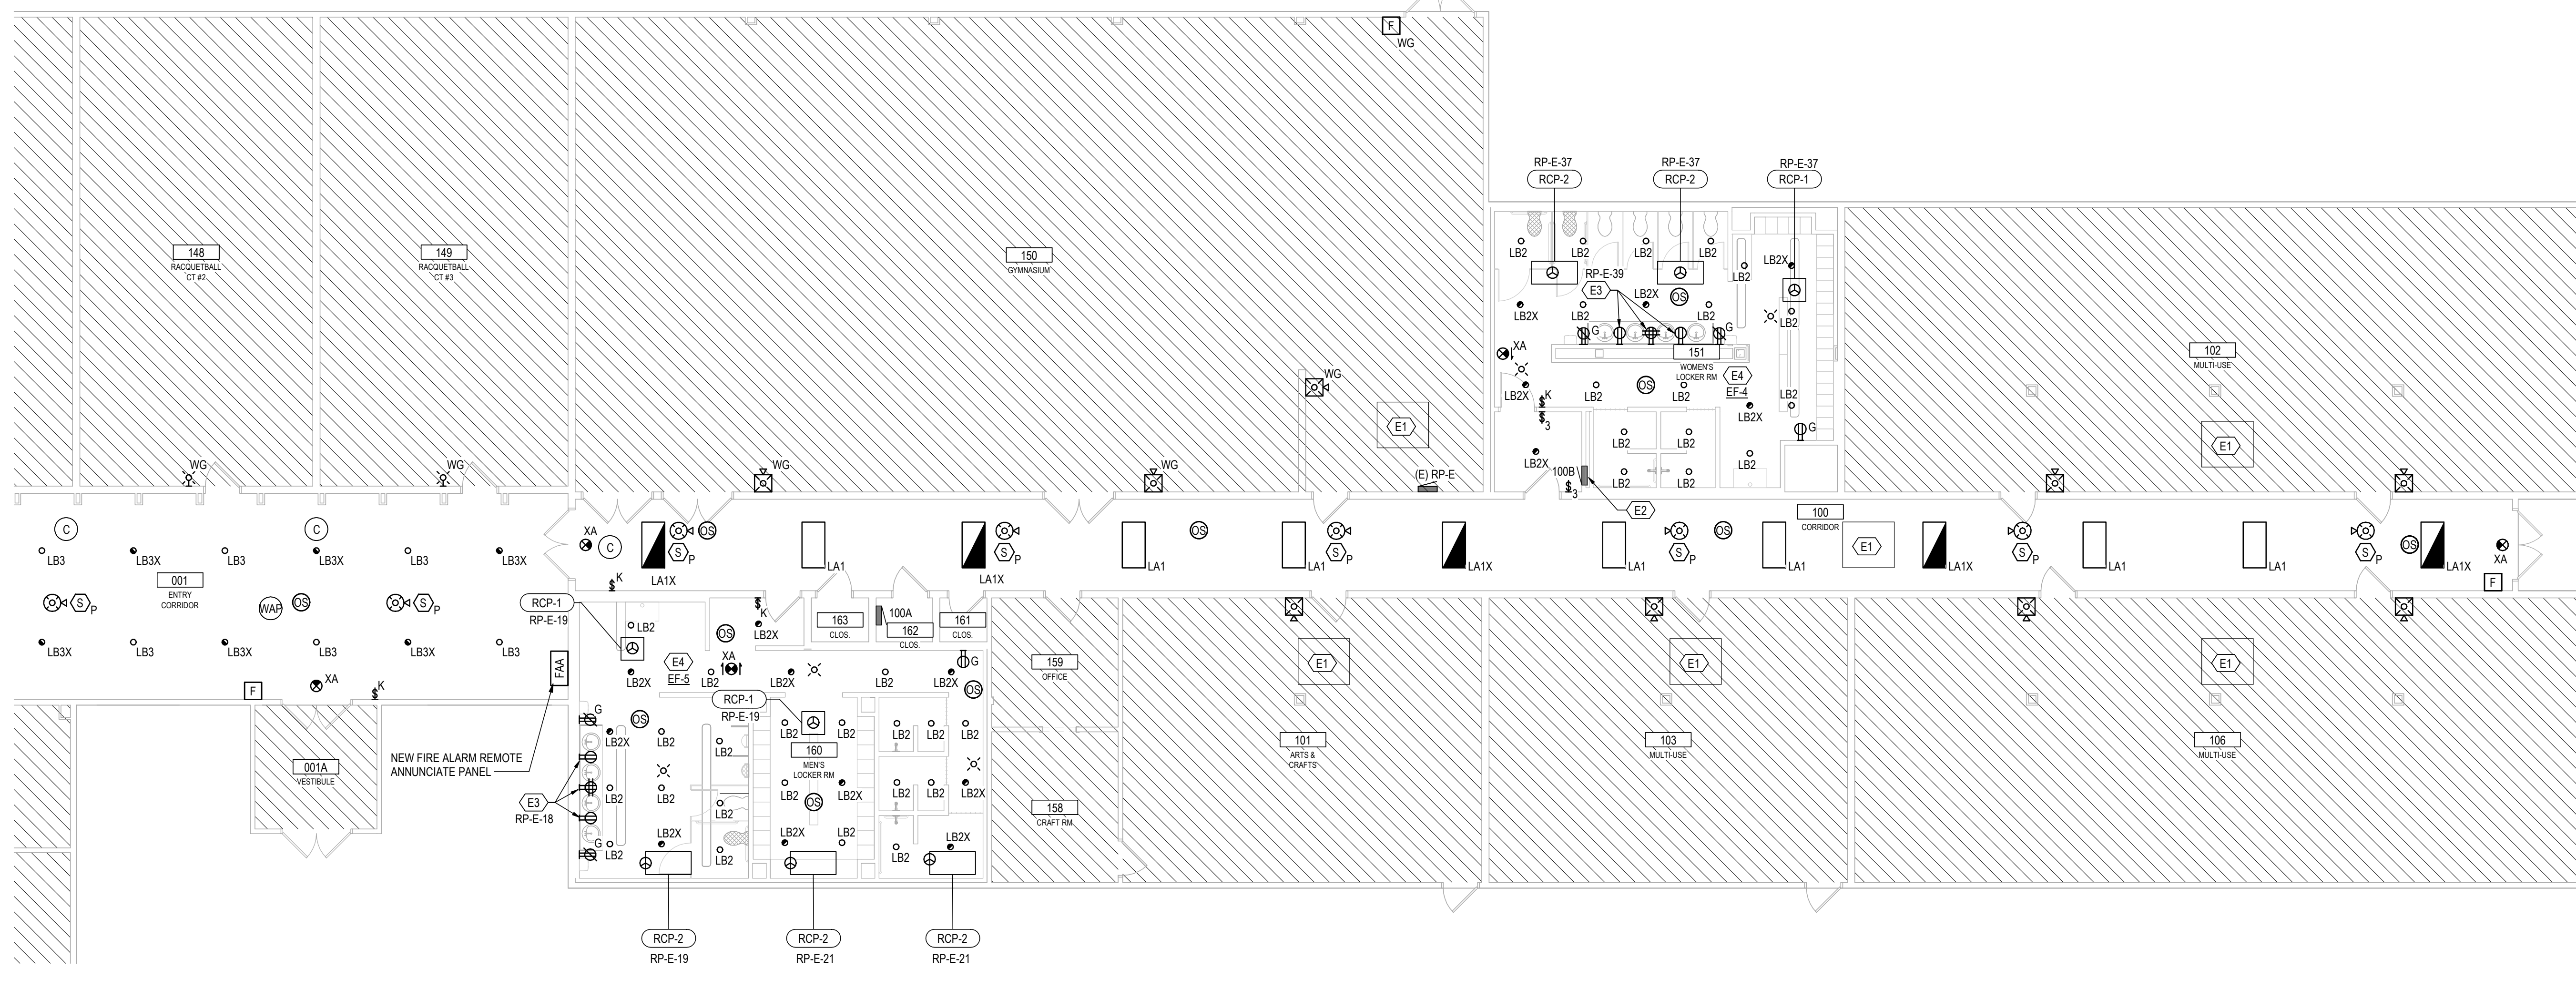 F
WG
RP-E-37
RCP-2
RP-E-37
RCP-2
RP-E-37
RCP-1
148
RACQUETBALL
CT #2
149
RACQUETBALL
CT #3
150
GYMNASIUM
LB2
LB2
LB2
LB2
LB2
LB2X
RP-E-39
E3
LB2X
OS
LB2X
LB2
LB2
LB2
G
G
XA
151
WOMEN'S
LOCKER RM
E4
EF-4
OS
LB2X
K
LB2
LB2
LB2
LB2X
3
G
LB2
LB2
LB2X
LB2
LB2
LB2
100B
3
E2
102
MULTI-USE
E1
WG
E1
WG
WG
WG
WG
(E) RP-E
C
C
LB3
LB3X
LB3
LB3X
LB3
LB3X
001
ENTRY
CORRIDOR
S
P
WAP
OS
S
P
LB3X
LB3
LB3X
LB3
LB3X
LB3
F
XA
K
FAA
NEW FIRE ALARM REMOTE
ANNUNCIATE PANEL
001A
VESTIBULE
XA
C
K
LA1X
S
P
OS
LA1
LA1X
S
P
LA1
OS
LA1
S
P
LA1X
LA1
S
P
OS
LA1
100
CORRIDOR
E1
LA1X
S
P
LA1
LA1
S
P
OS
LA1X
XA
F
RCP-1
RP-E-19
LB2
OS
K
LB2X
163
CLOS.
100A
162
CLOS.
161
CLOS.
E4
EF-5
XA
G
LB2X
LB2
LB2X
LB2
LB2X
OS
RCP-1
RP-E-19
G
OS
LB2X
LB2
LB2
LB2
LB2
LB2
LB2
LB2
160
MEN'S
LOCKER RM
E3
RP-E-18
LB2
LB2
LB2
LB2
OS
LB2X
LB2
LB2
LB2X
G
LB2
LB2X
LB2
LB2X
LB2
LB2
LB2X
RCP-2
RP-E-19
RCP-2
RP-E-21
RCP-2
RP-E-21
159
OFFICE
158
CRAFT RM
E1
101
ARTS &
CRAFTS
E1
103
MULTI-USE
E1
106
MULTI-USE